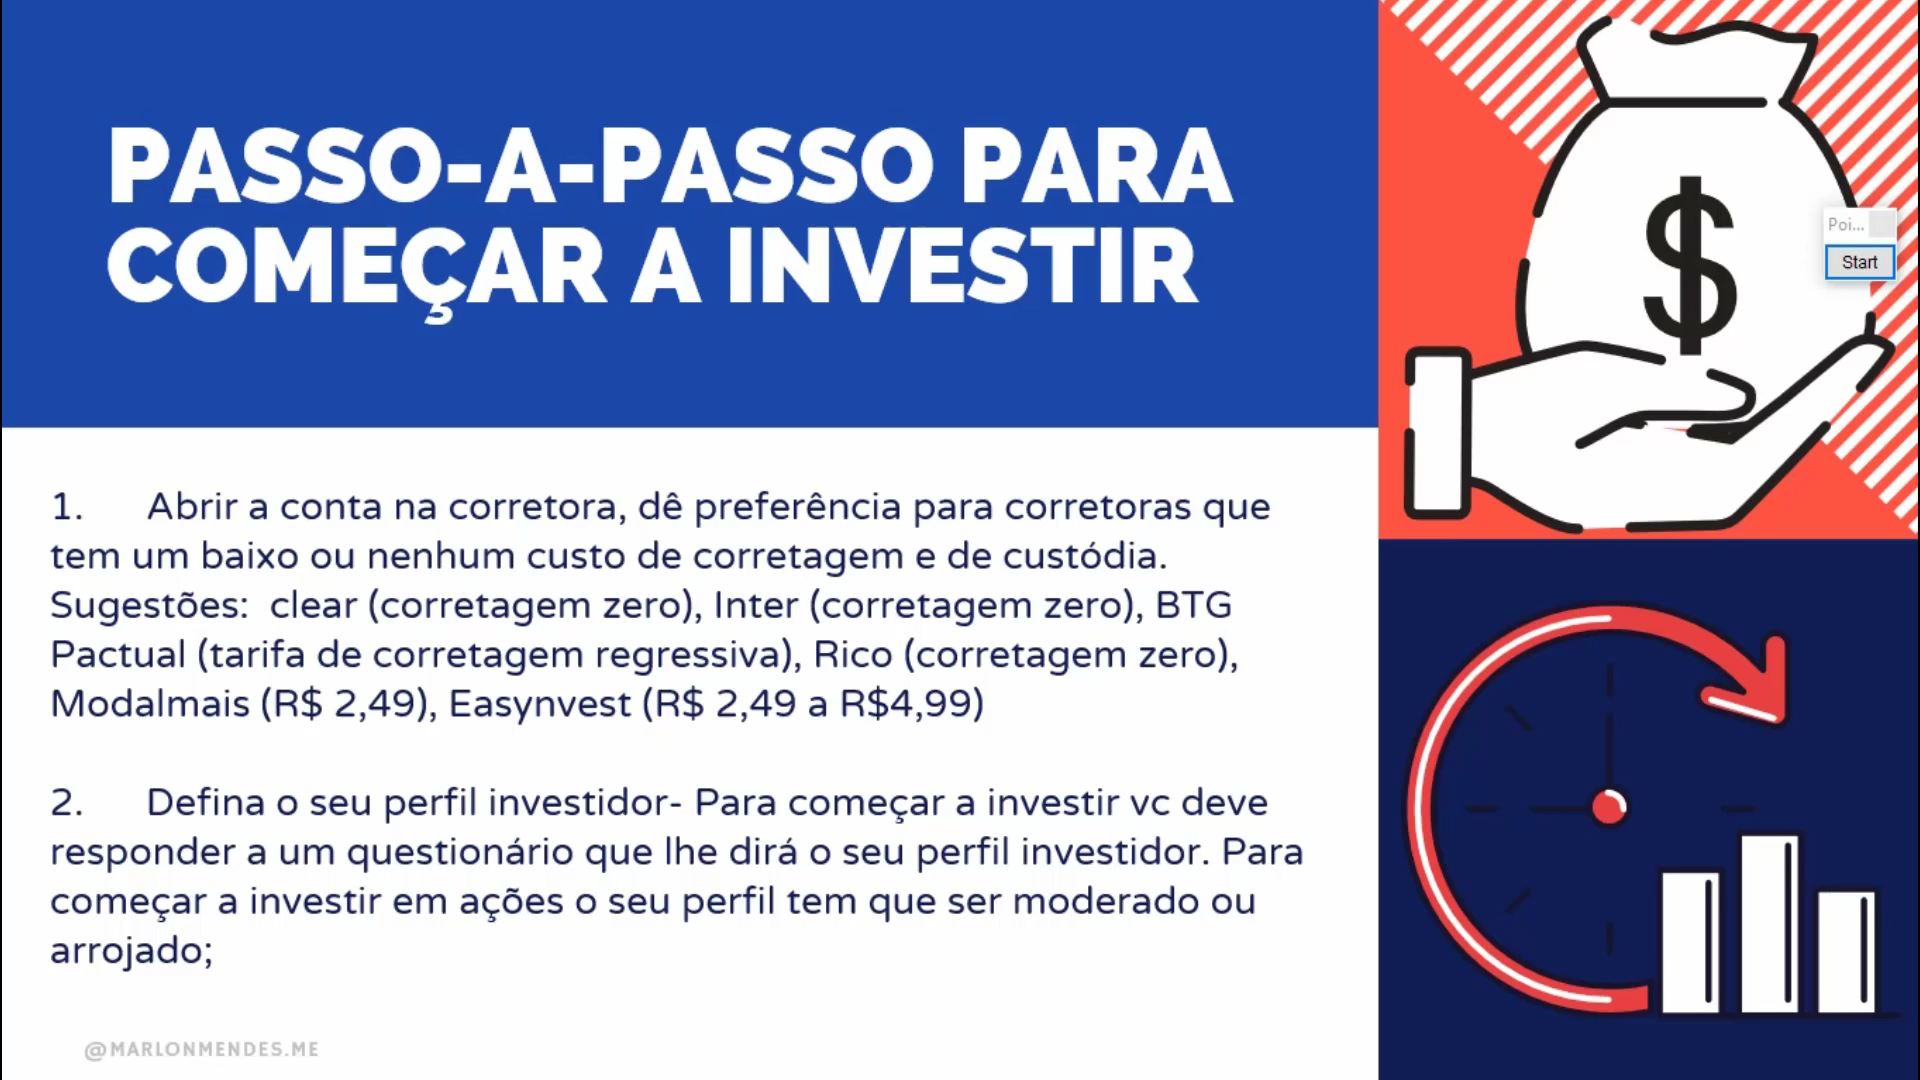 PASSO-A-PASSO PARA
COMEÇAR A INVESTIR
$
Poi...
Start
1. Abrir a conta na corretora, dê preferência para corretoras que
tem um baixo ou nenhum custo de corretagem e de custódia.
Sugestões: clear (corretagem zero), Inter (corretagem zero), BTG
Pactual (tarifa de corretagem regressiva), Rico (corretagem zero),
Modalmais (R$ 2,49), Easynvest (R$ 2,49 a R$4,99)
2. Defina o seu perfil investidor- Para começar a investir vc deve
responder a um questionário que lhe dirá o seu perfil investidor. Para
começar a investir em ações o seu perfil tem que ser moderado ou
arrojado;
@MARLONMENDES.ME